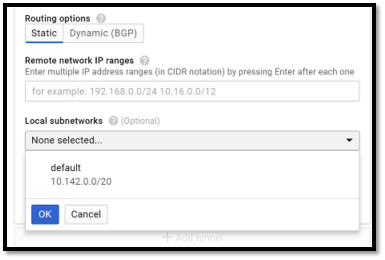 Routing options
Static Dynamic (BGP)
Remote network IP ranges
Enter multiple IP address ranges (in CIDR notation) by pressing Enter after each one
for example: 192.168.0.0/24 10.16.0.0/12
Local subnetworks (Optional)
None selected...
default
10.142.0.0/20
OK Cancel
+ Add tunnel